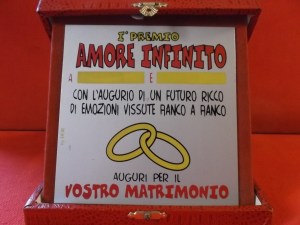 1° PREMIO
AMORE INFINITO
A E
CON L'AUGURIO DI UN FUTURO RICCO
DI EMOZIONI VISSUTE FIANCO A FIANCO
AUGURI PER IL
VOSTRO MATRIMONIO